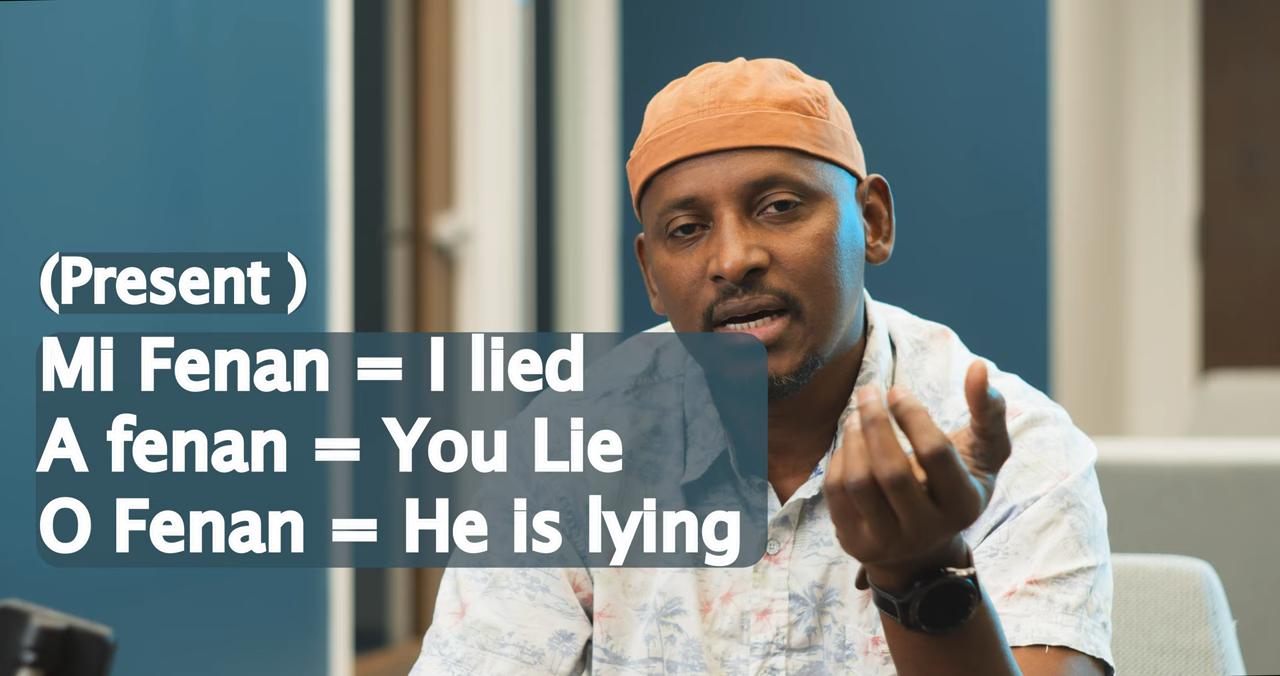 (Present )
Mi Fenan = I lied
A fenan = You Lie
O Fenan = He is lying